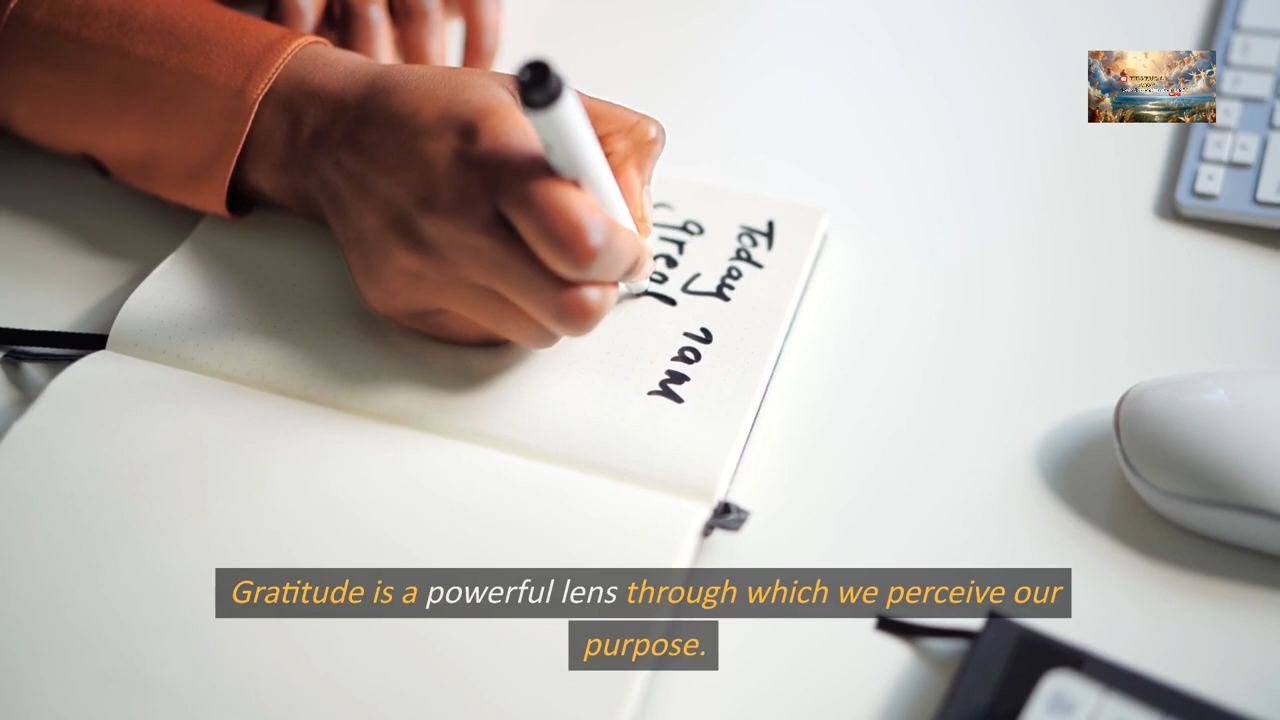 Today I am
great
Gratitude is a powerful lens through which we perceive our
purpose.